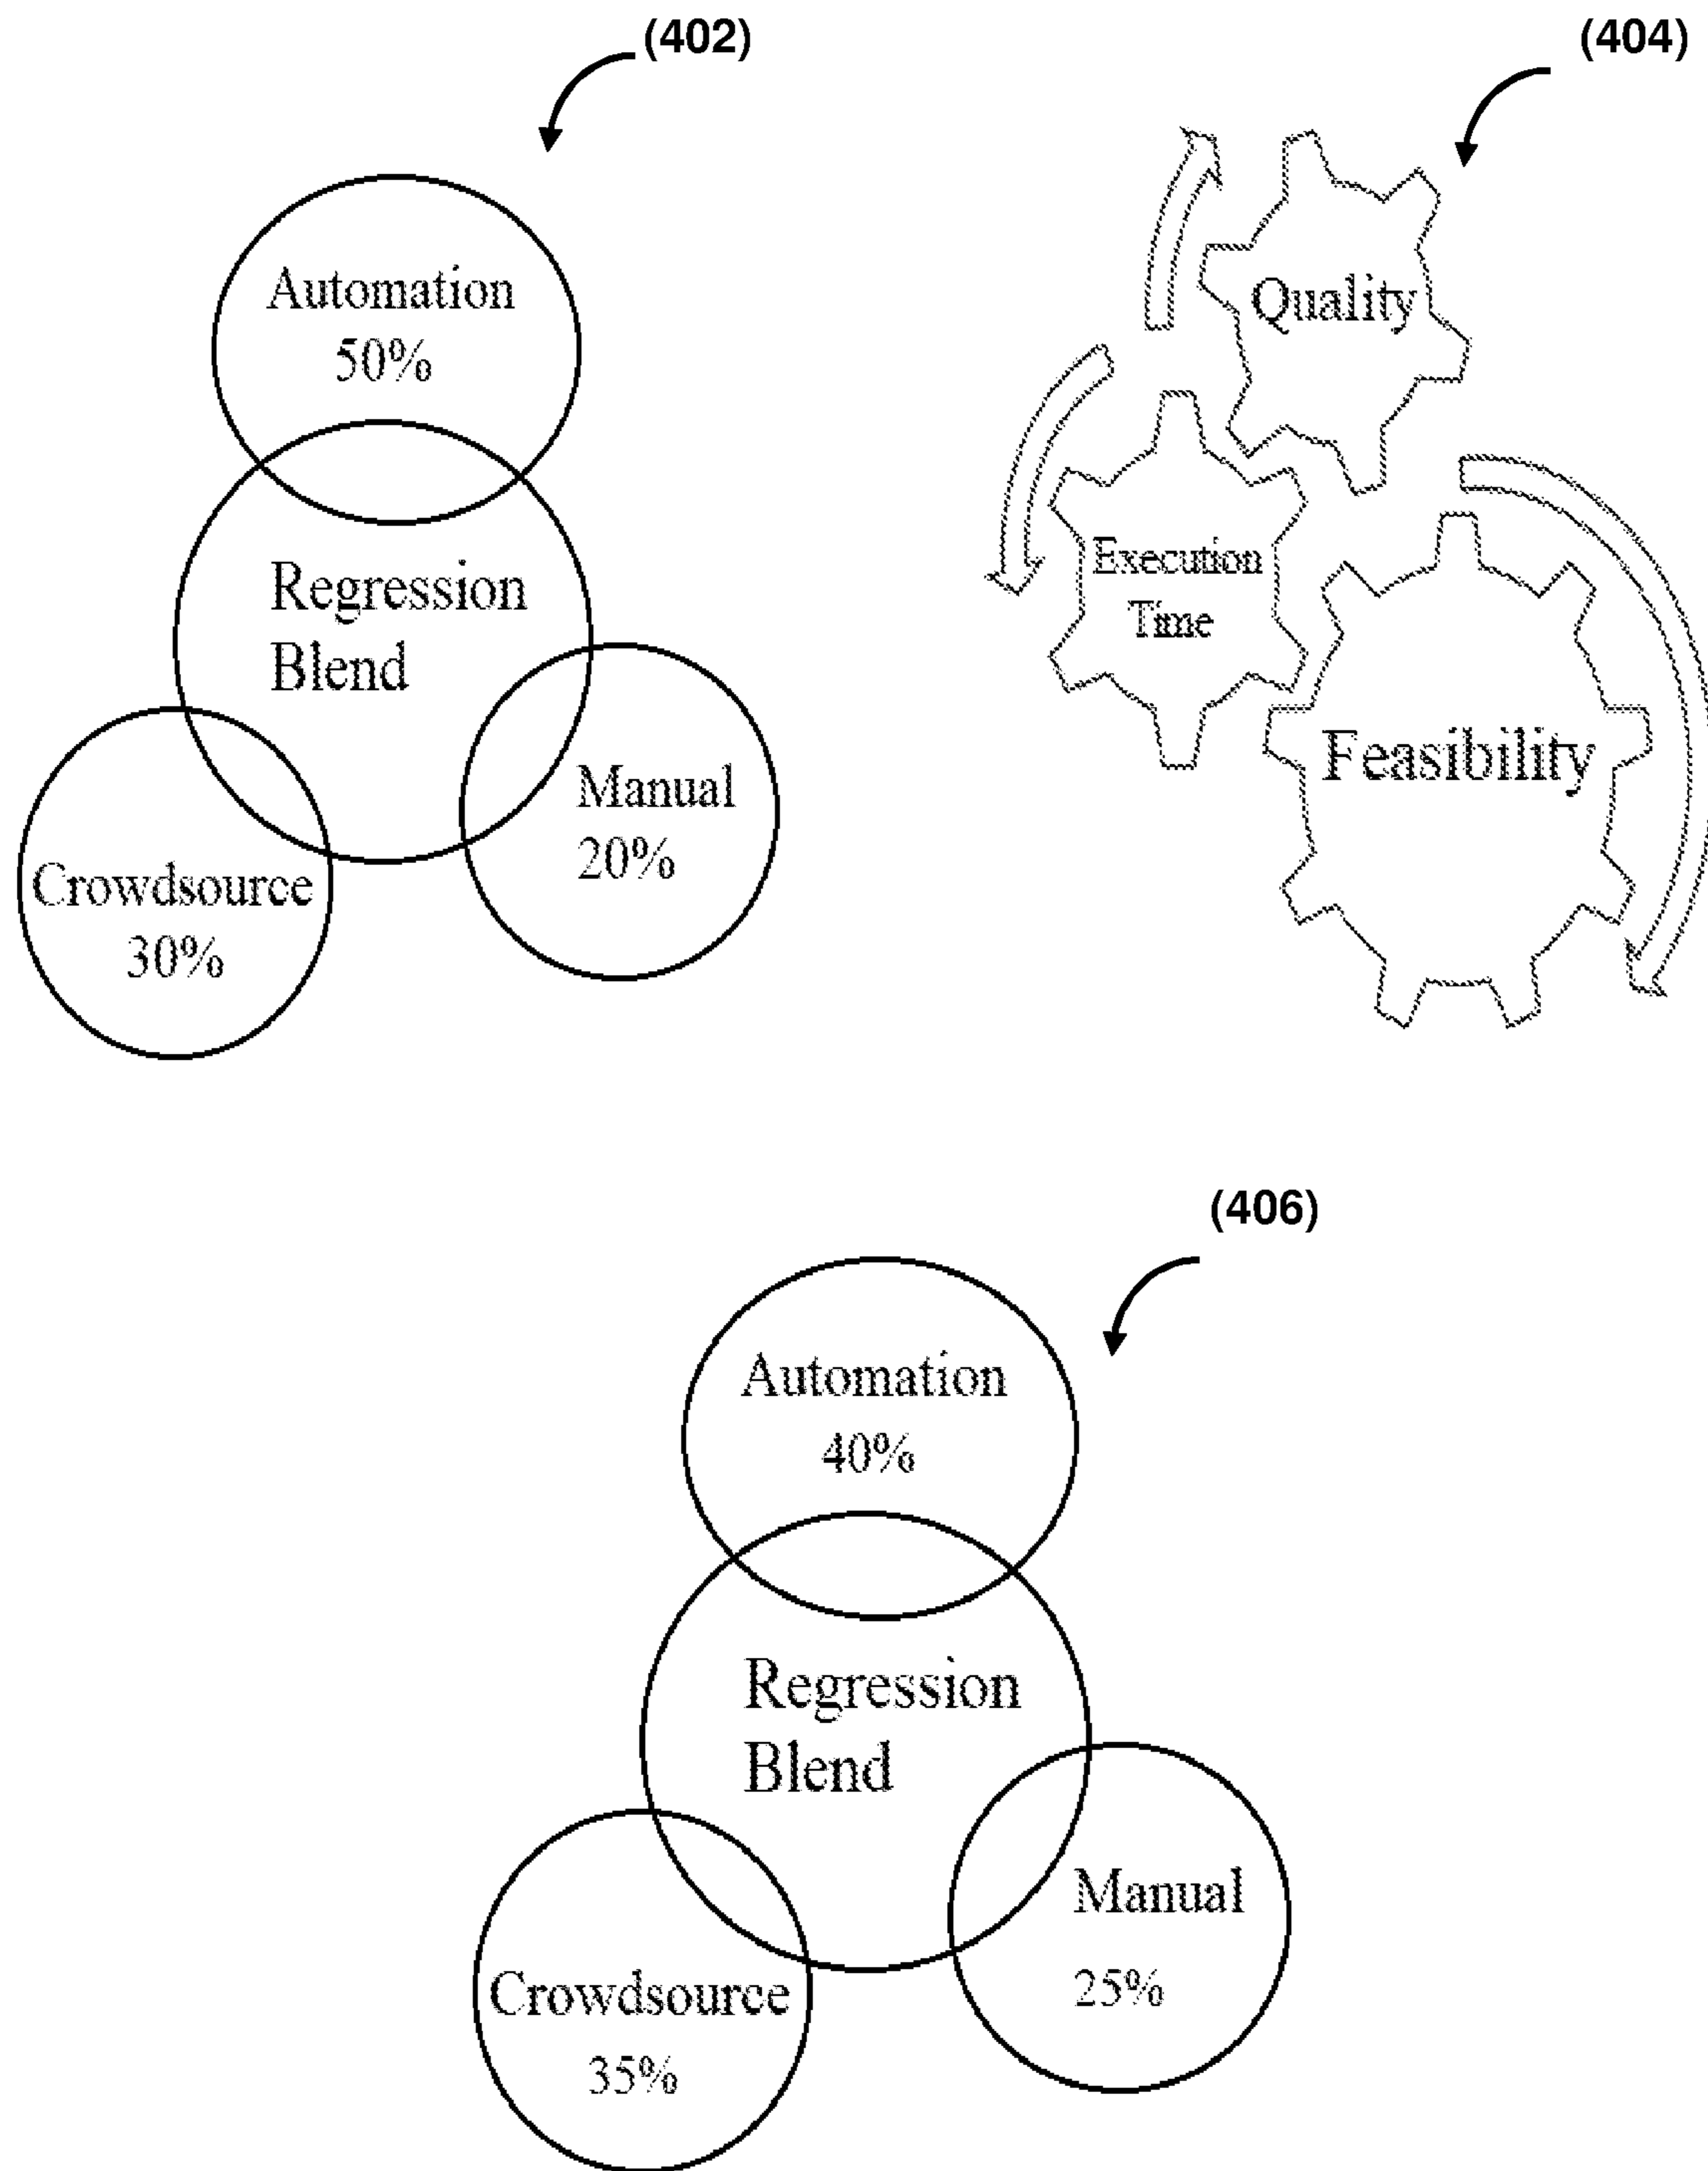 (402)
Automation
50%
Regression
Blend
Manual
20%
Crowdsource
30%
(404)
Quality
Execution
Time
Feasibility
(406)
Automation
40%
Regression
Blend
Manual
25%
Crowdsource
35%